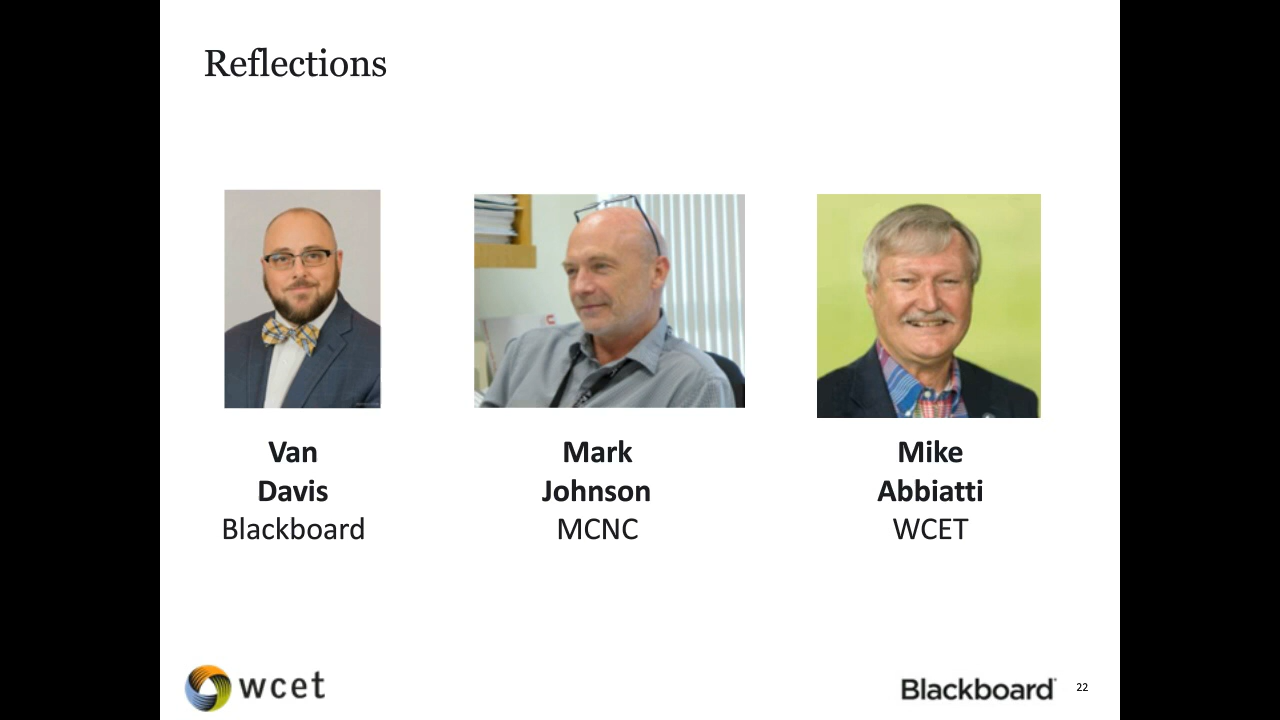 Reflections
Van
Davis
Blackboard
Mark
Johnson
MCNC
Mike
Abbiatti
WCET
wcet
Blackboard
22